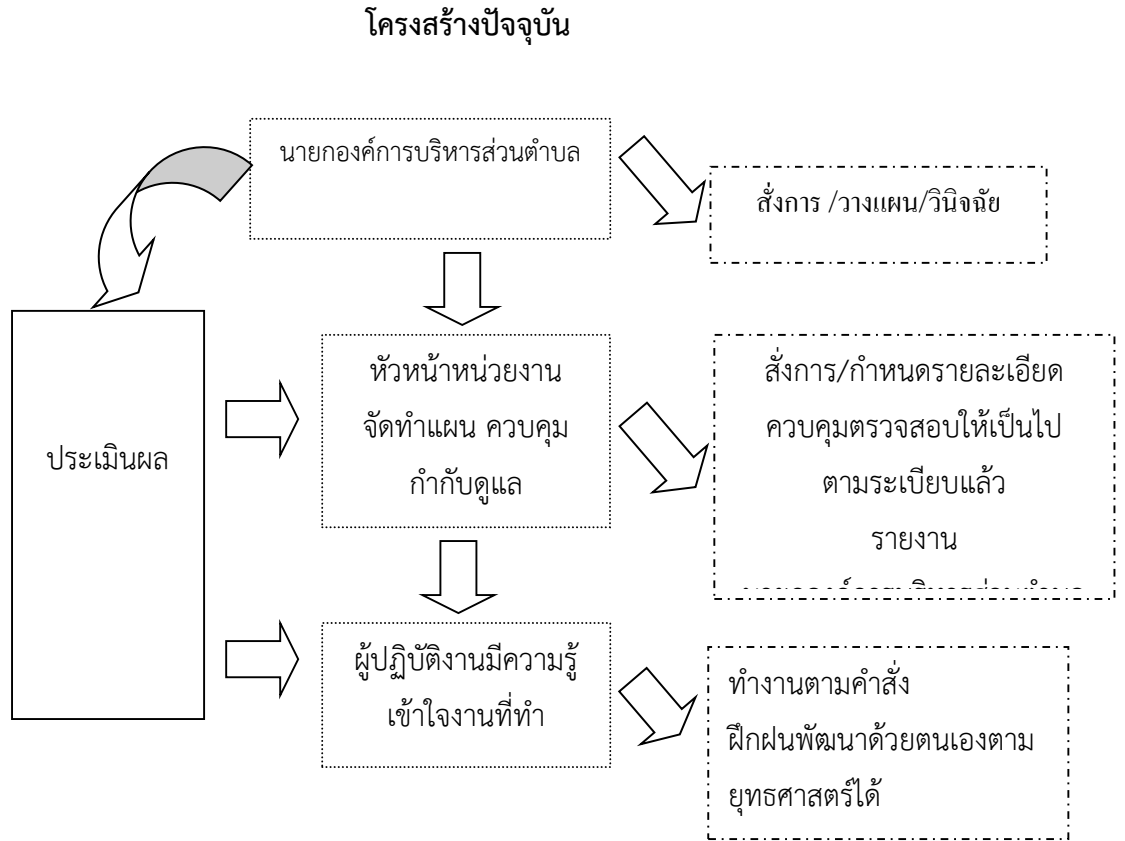 โครงสร้างปัจจุบัน
นายกองค์การบริหารส่วนตำบล
สั่งการ /วางแผน/วินิจฉัย
ประเมินผล
หัวหน้าหน่วยงาน
จัดทำแผน ควบคุม
กำกับดูแล
สั่งการ/กำหนดรายละเอียด
ควบคุมตรวจสอบให้เป็นไป
ตามระเบียบแล้ว
รายงาน
ผู้ปฏิบัติงานมีความรู้
เข้าใจงานที่ทำ
ทำงานตามคำสั่ง
ฝึกฝนพัฒนาด้วยตนเองตาม
ยุทธศาสตร์ได้